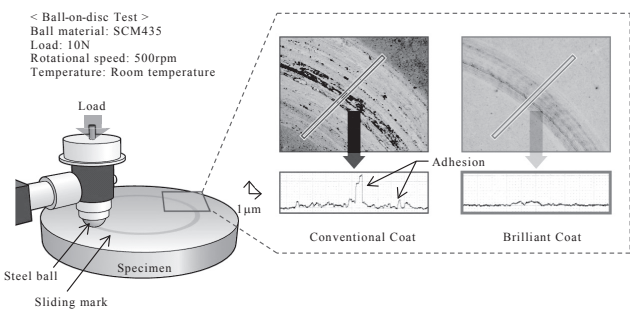 < Ball-on-disc Test >
Ball material: SCM435
Load: 10N
Rotational speed: 500rpm
Temperature: Room temperature
Load
Adhesion
1μm
Conventional Coat
Brilliant Coat
Specimen
Steel ball
Sliding mark